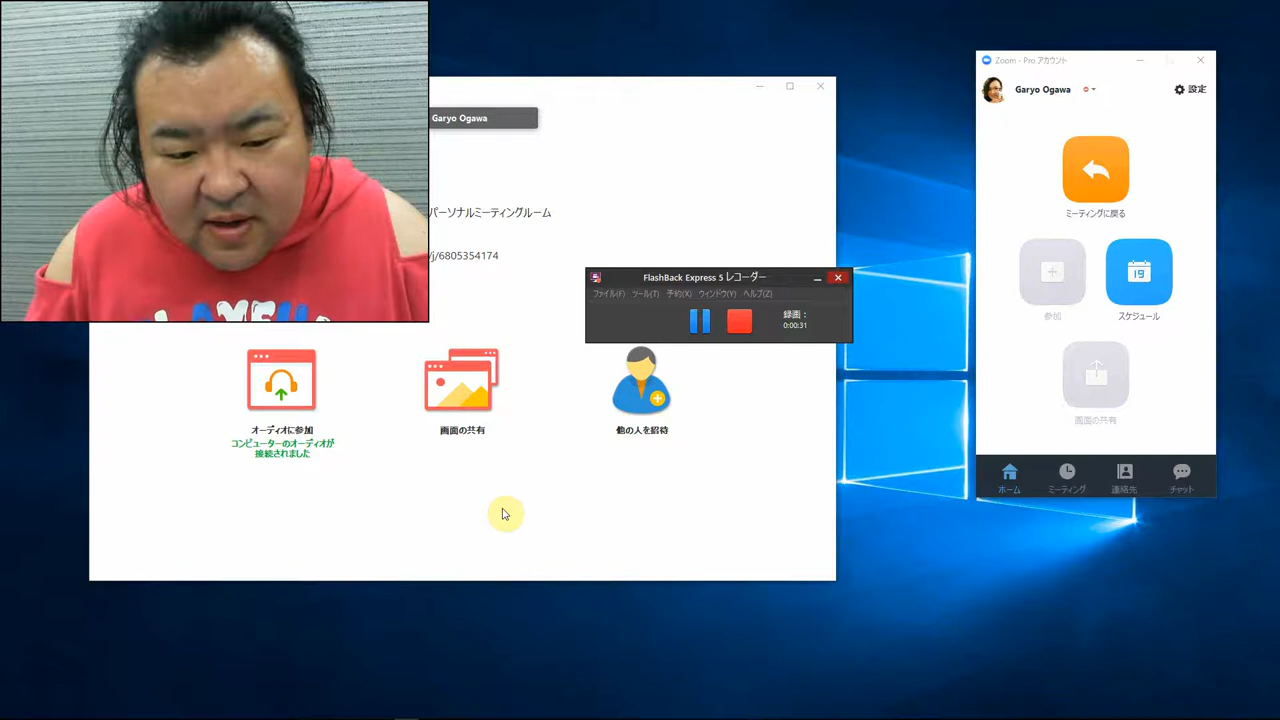 Garyo Ogawa
パーソナルミーティングルーム
/j/6805354174
オーディオに参加
コンピューターのオーディオが
接続されました
画面の共有
他の人を招待
FlashBack Express 5 レコーダー
ファイル(F) ツール(T) 予約(X) ウィンドウ(Y) ヘルプ(Z)
録画：
0:00:31
Zoom - Pro アカウント
Garyo Ogawa
設定
ミーティングに戻る
参加
19
スケジュール
画面の共有
ホーム
ミーティング
連絡先
チャット